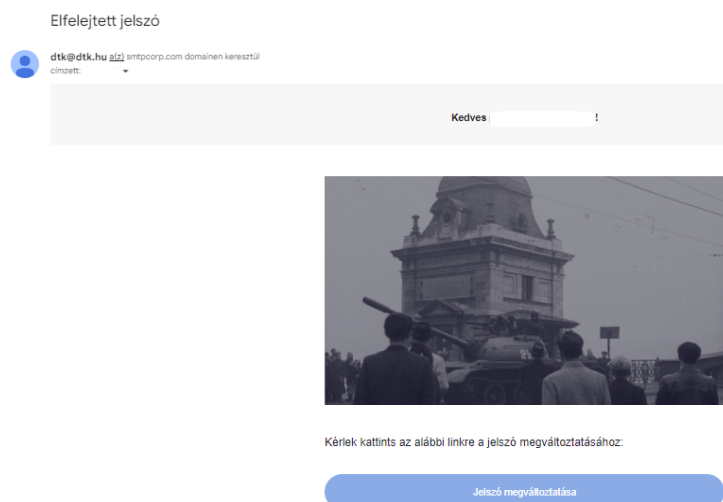 Elfelejtett jelszó
dtk@dtk.hu a(z) smtpcorp.com domainen keresztül
címzett:
Kedves !
Kérlek kattints az alábbi linkre a jelszó megváltoztatásához:
Jelszó megváltoztatása